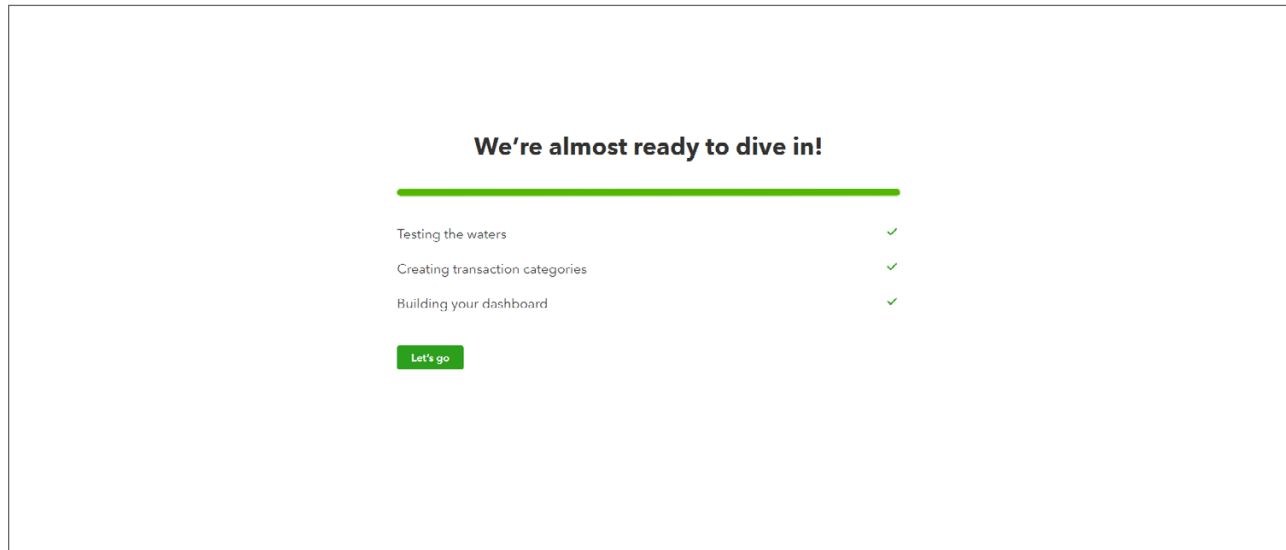 We’re almost ready to dive in!
Testing the waters
Creating transaction categories
Building your dashboard
Let's go